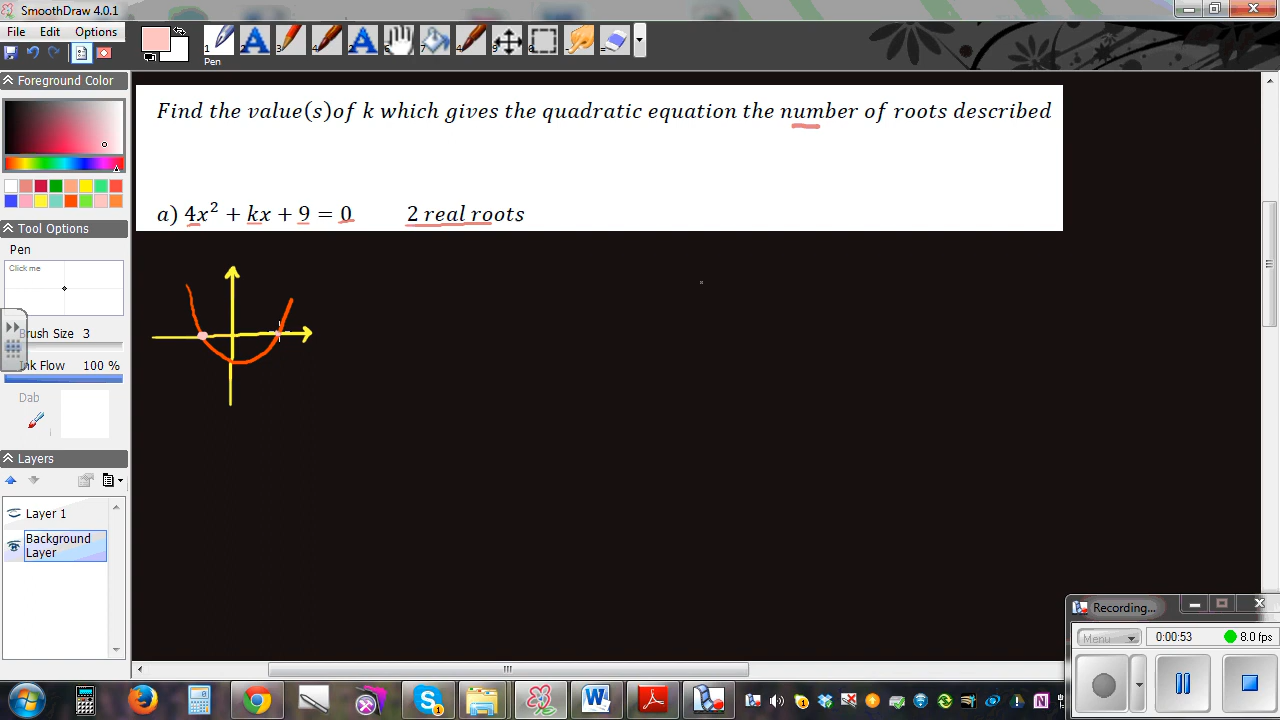 SmoothDraw 4.0.1
File Edit Options
Pen
Foreground Color
Find the value(s)of k which gives the quadratic equation the number of roots described
a) 4x² + kx + 9 = 0 2 real roots
Tool Options
Pen
Click me
Brush Size 3
Ink Flow 100 %
Dab
Layers
Layer 1
Background
Layer
Recording...
Menu 0:00:53 8.0 fps